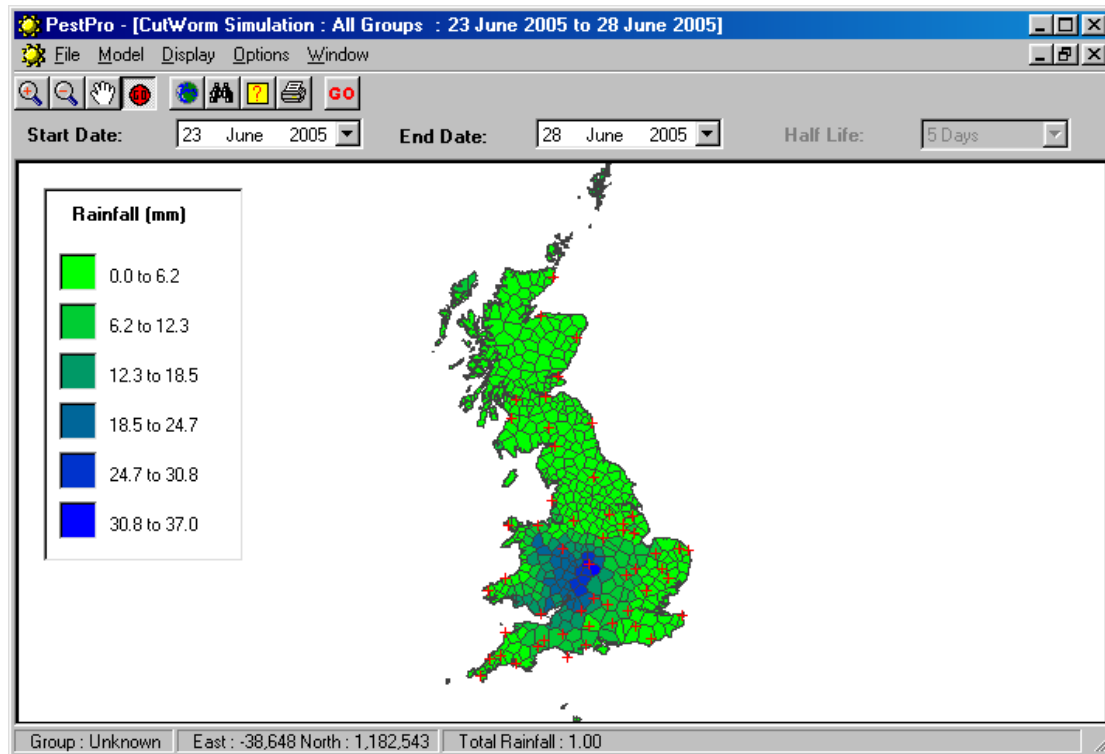 PestPro - [CutWorm Simulation : All Groups : 23 June 2005 to 28 June 2005]
File Model Display Options Window
GO
Start Date: 23 June 2005 End Date: 28 June 2005 Half Life: 5 Days
Rainfall (mm)
0.0 to 6.2
6.2 to 12.3
12.3 to 18.5
18.5 to 24.7
24.7 to 30.8
30.8 to 37.0
Group : Unknown East : -38,648 North : 1,182,543 Total Rainfall : 1.00